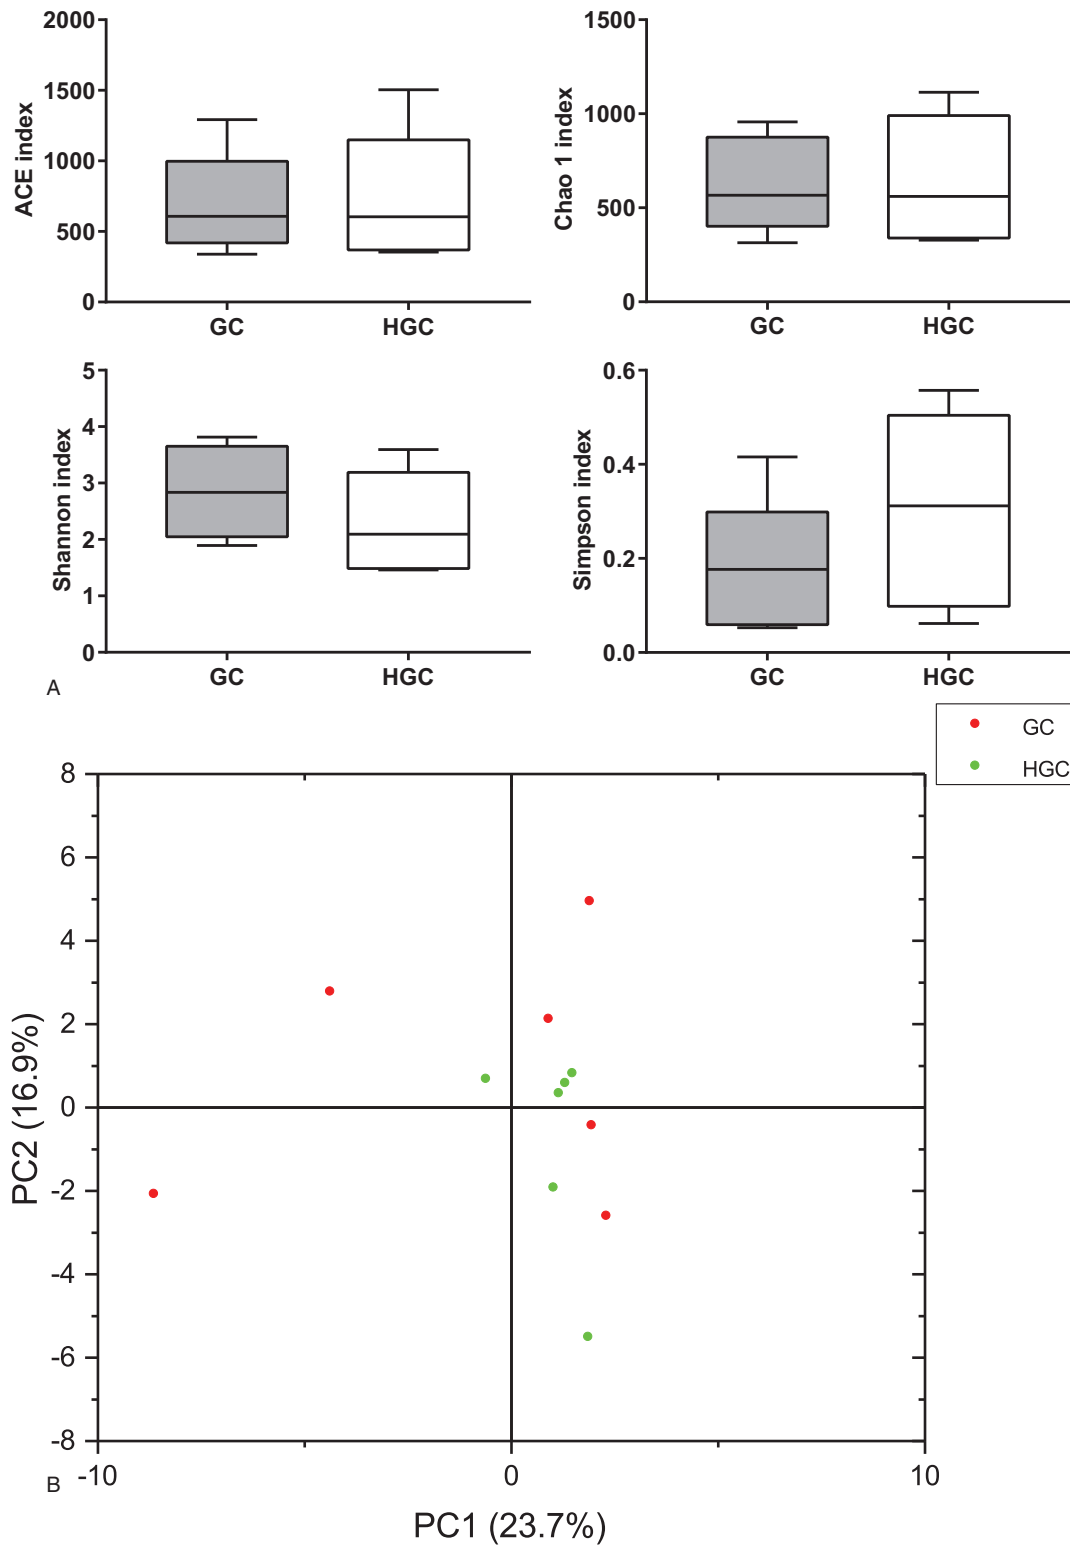 2000
1500
1000
500
0
ACE index
GC HGC
1500
1000
500
0
Chao 1 index
GC HGC
5
4
3
2
1
0
Shannon index
GC HGC
0.6
0.4
0.2
0.0
Simpson index
GC HGC
A
GC
HGC
8
6
4
2
0
-2
-4
-6
-8
PC2 (16.9%)
-10 0 10
B
PC1 (23.7%)